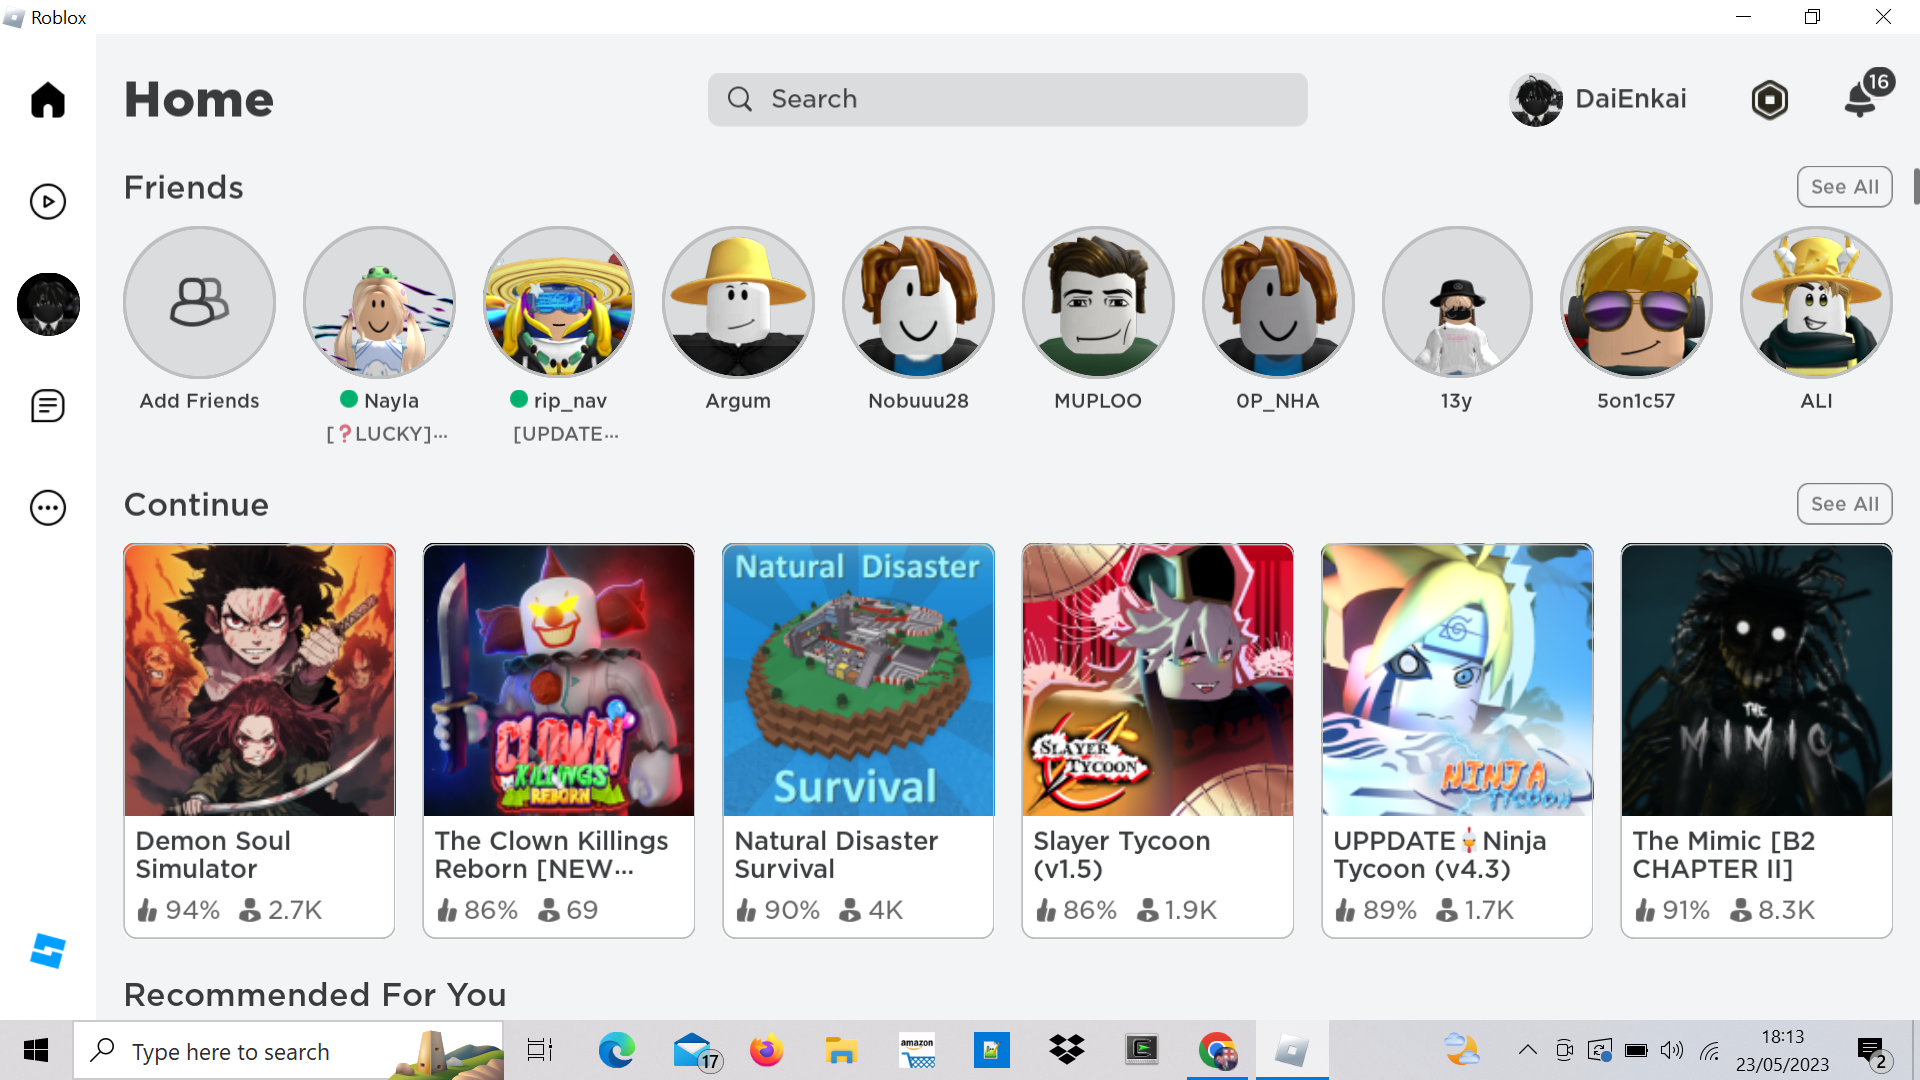 Roblox
Home
Search
DaiEnkai
16
Friends
See All
Add Friends
Nayla
[❓LUCKY]...
rip_nav
[UPDATE...
Argum
Nobuuu28
MUPLOO
0P_NHA
13y
5on1c57
ALI
Continue
See All
CLOWN
KILLINGS
REBORN
Natural Disaster
Survival
SLAYER
TYCOON
NINJA
TYCOON
THE
MIMIC
Demon Soul
Simulator
94% 2.7K
The Clown Killings
Reborn [NEW...
86% 69
Natural Disaster
Survival
90% 4K
Slayer Tycoon
(v1.5)
86% 1.9K
UPPDATE🐔Ninja
Tycoon (v4.3)
89% 1.7K
The Mimic [B2
CHAPTER II]
91% 8.3K
Recommended For You
Type here to search
17
amazon
18:13
23/05/2023
2